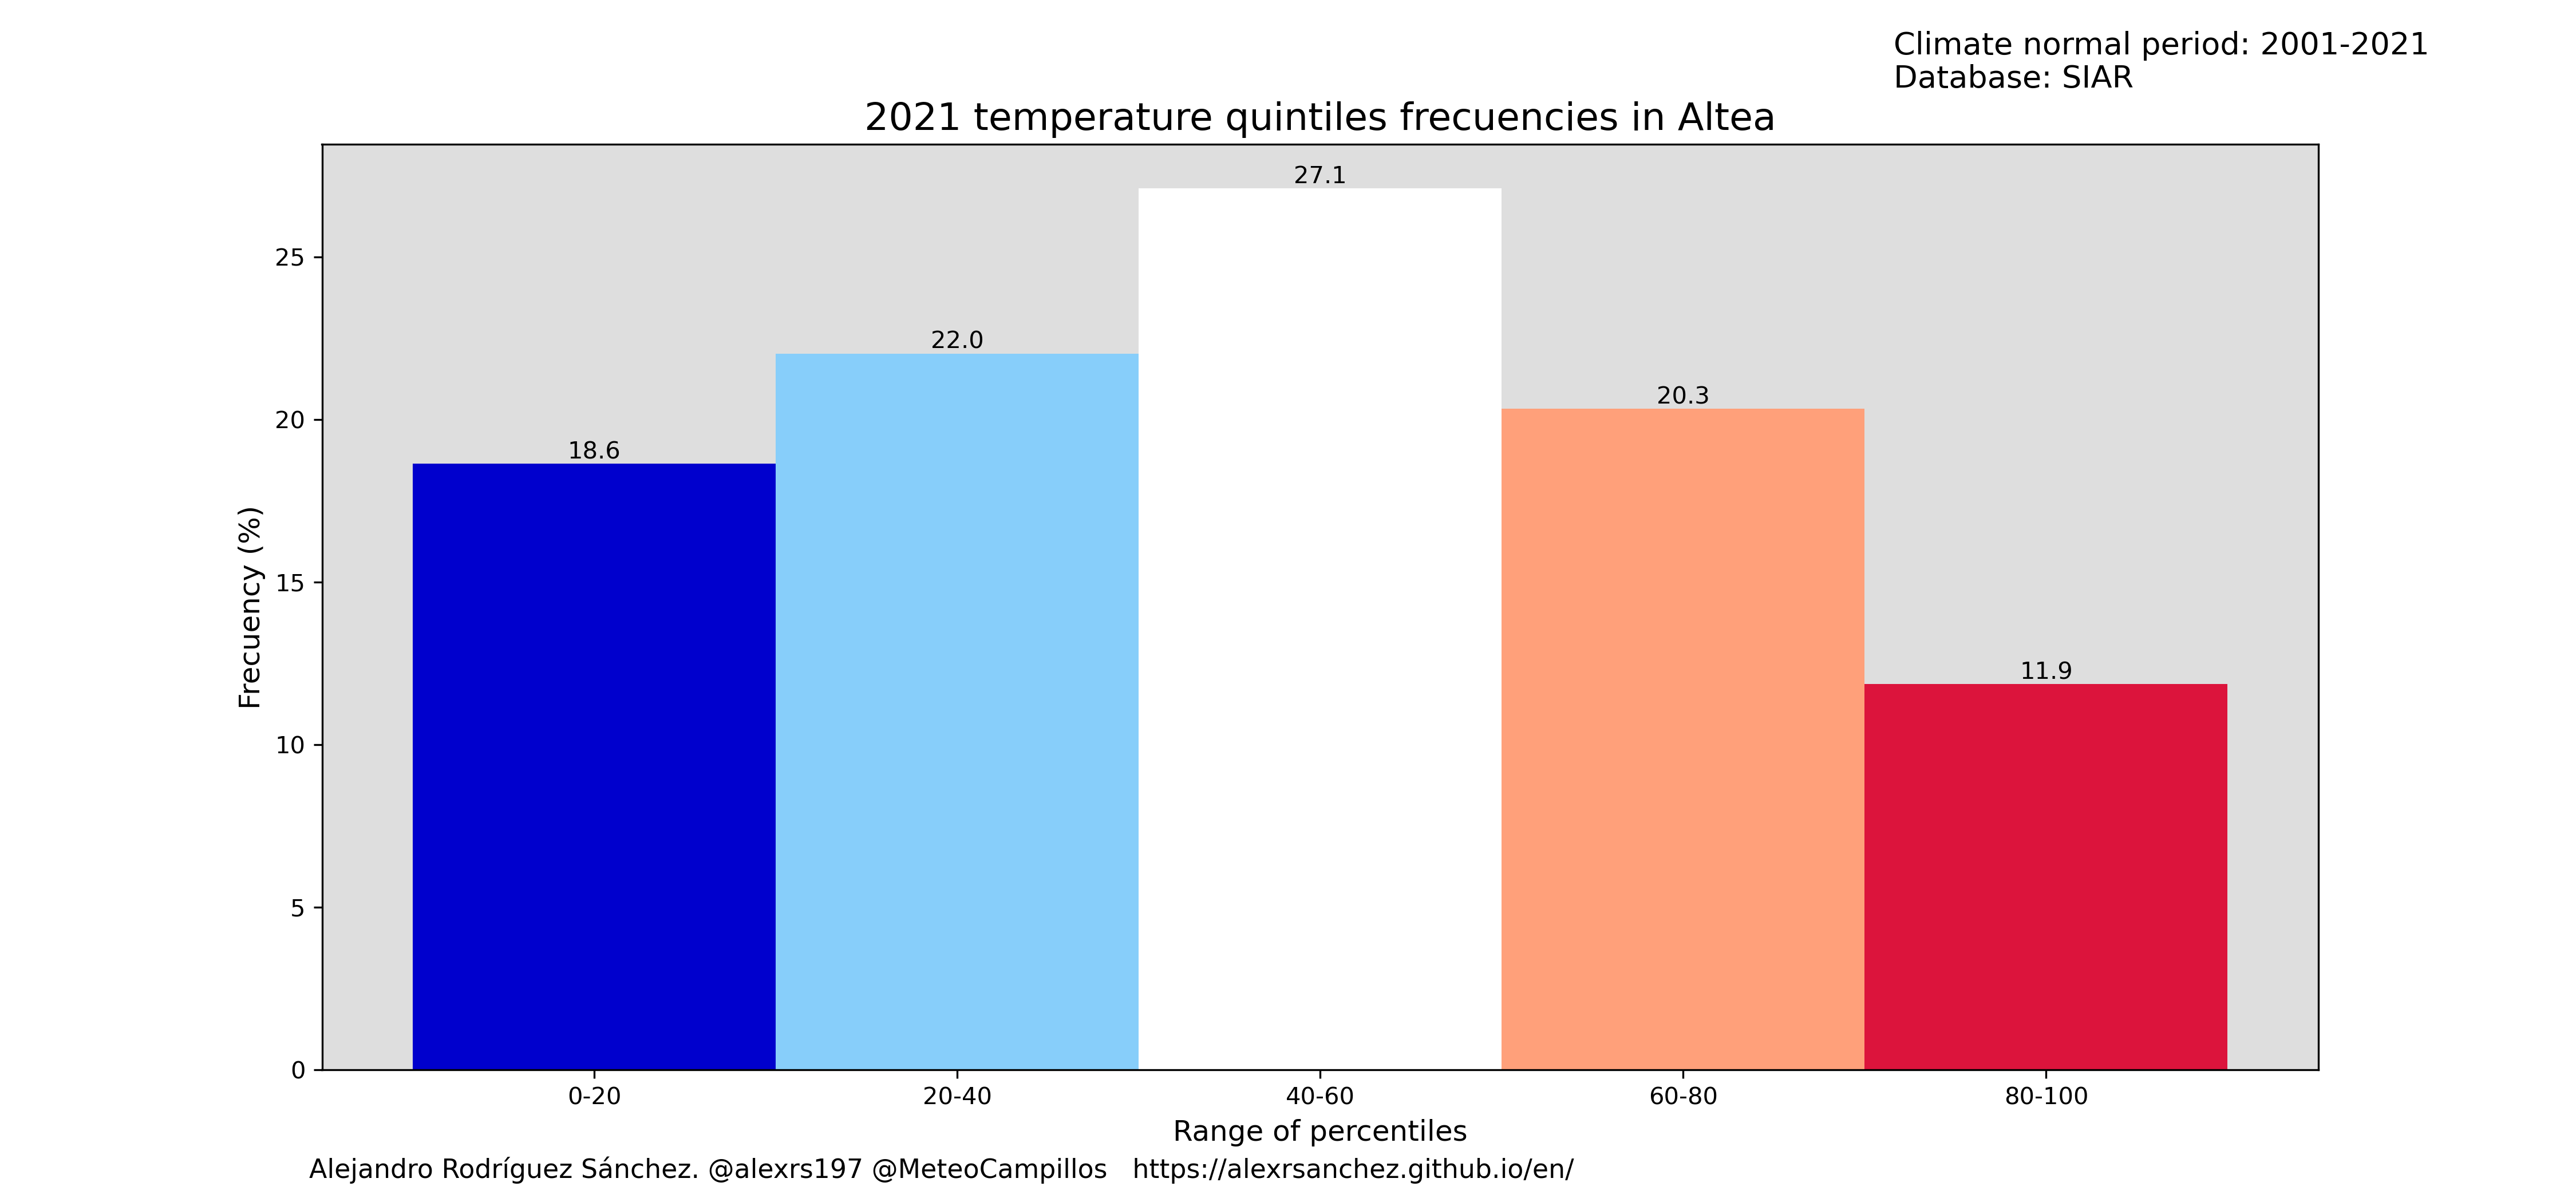 Climate normal period: 2001-2021
Database: SIAR
2021 temperature quintiles frecuencies in Altea
27.1
25
22.0
20.3
20
18.6
Frecuency (%)
15
11.9
10
5
0
0-20 20-40 40-60 60-80 80-100
Range of percentiles
Alejandro Rodríguez Sánchez. @alexrs197 @MeteoCampillos https://alexrsanchez.github.io/en/